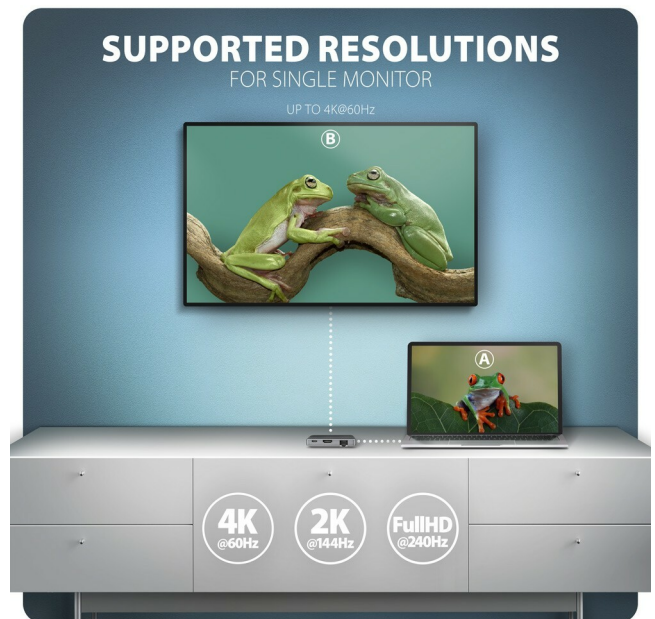 SUPPORTED RESOLUTIONS
FOR SINGLE MONITOR
UP TO 4K@60Hz
B
A
4K
@60Hz
2K
@144Hz
FullHD
@240Hz